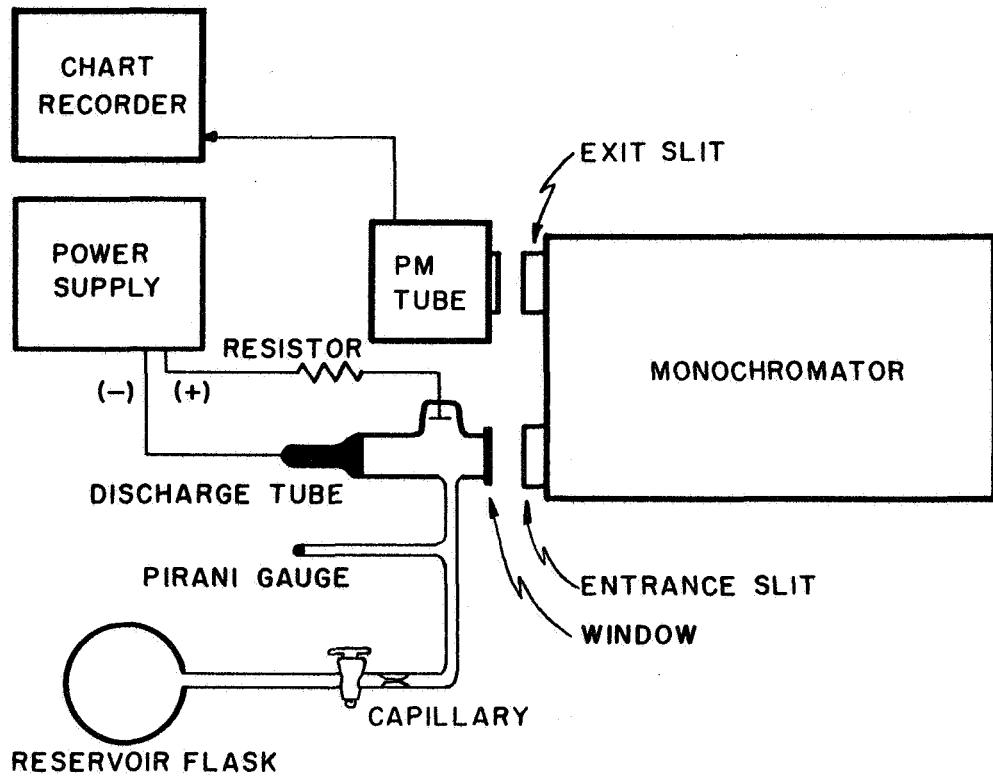 CHART
RECORDER
EXIT SLIT
POWER
SUPPLY
PM
TUBE
RESISTOR
MONOCHROMATOR
(-)
(+)
DISCHARGE TUBE
PIRANI GAUGE
ENTRANCE SLIT
WINDOW
CAPILLARY
RESERVOIR FLASK